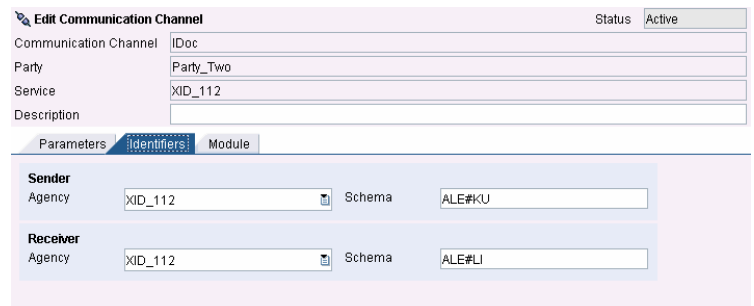 Edit Communication Channel Status Active
Communication Channel IDoc
Party Party_Two
Service XID_112
Description
Parameters Identifiers Module
Sender
Agency XID_112 Schema ALE#KU
Receiver
Agency XID_112 Schema ALE#LI